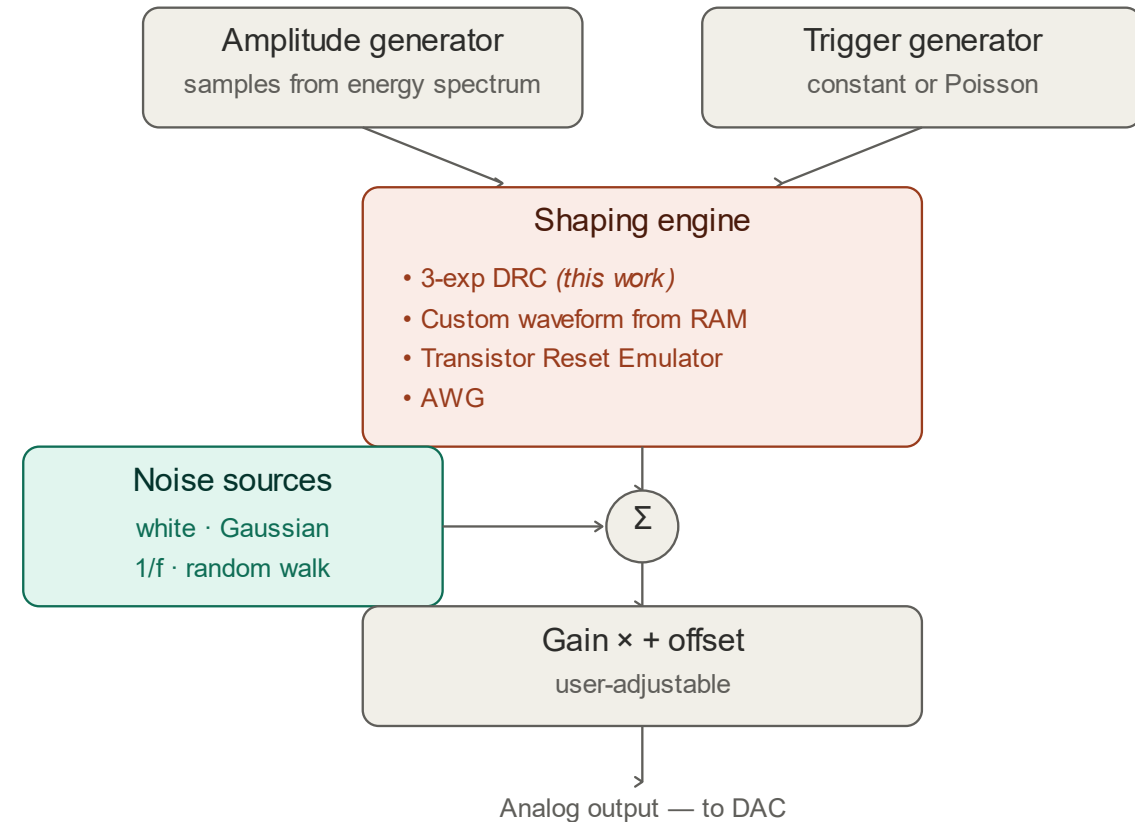 Amplitude generator
samples from energy spectrum
Trigger generator
constant or Poisson
Shaping engine
• 3-exp DRC (this work)
• Custom waveform from RAM
• Transistor Reset Emulator
• AWG
Noise sources
white · Gaussian
1/f · random walk
Σ
Gain × + offset
user-adjustable
Analog output — to DAC